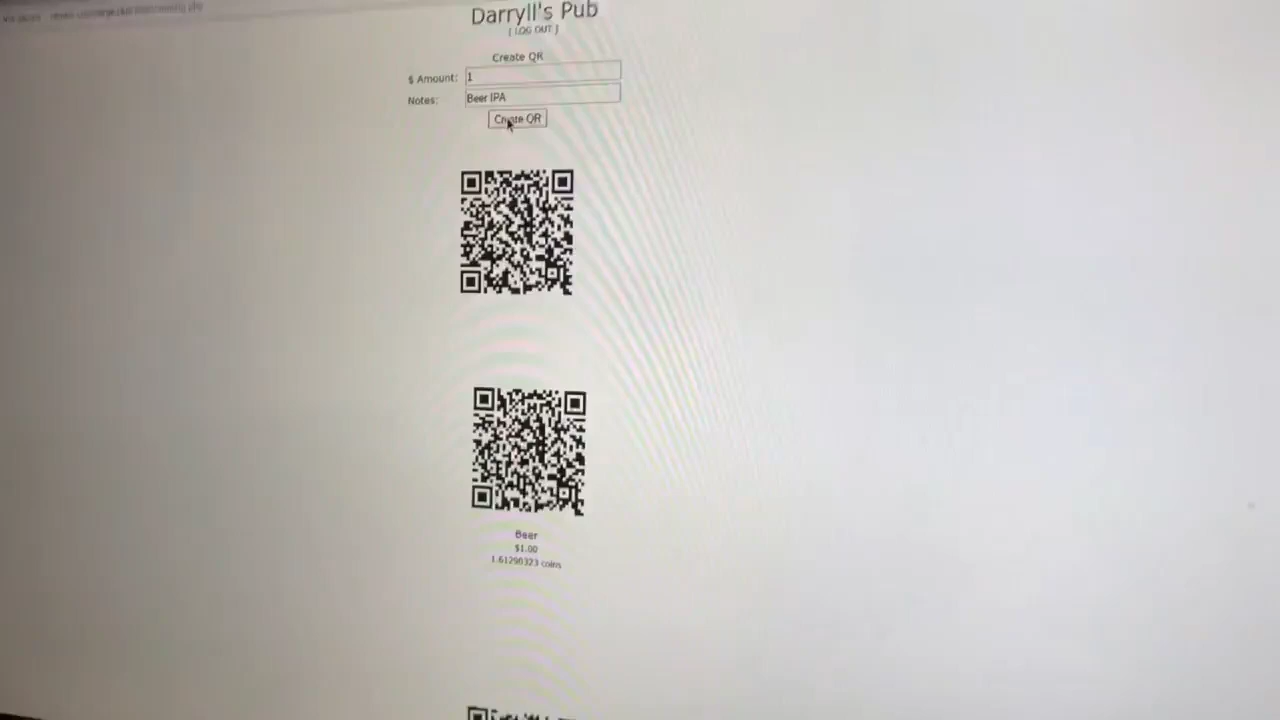 Darryll's Pub
[ LOG OUT ]
Create QR
$ Amount: 1
Notes: Beer IPA
Create QR
Beer
$1.00
1.61290323 coins